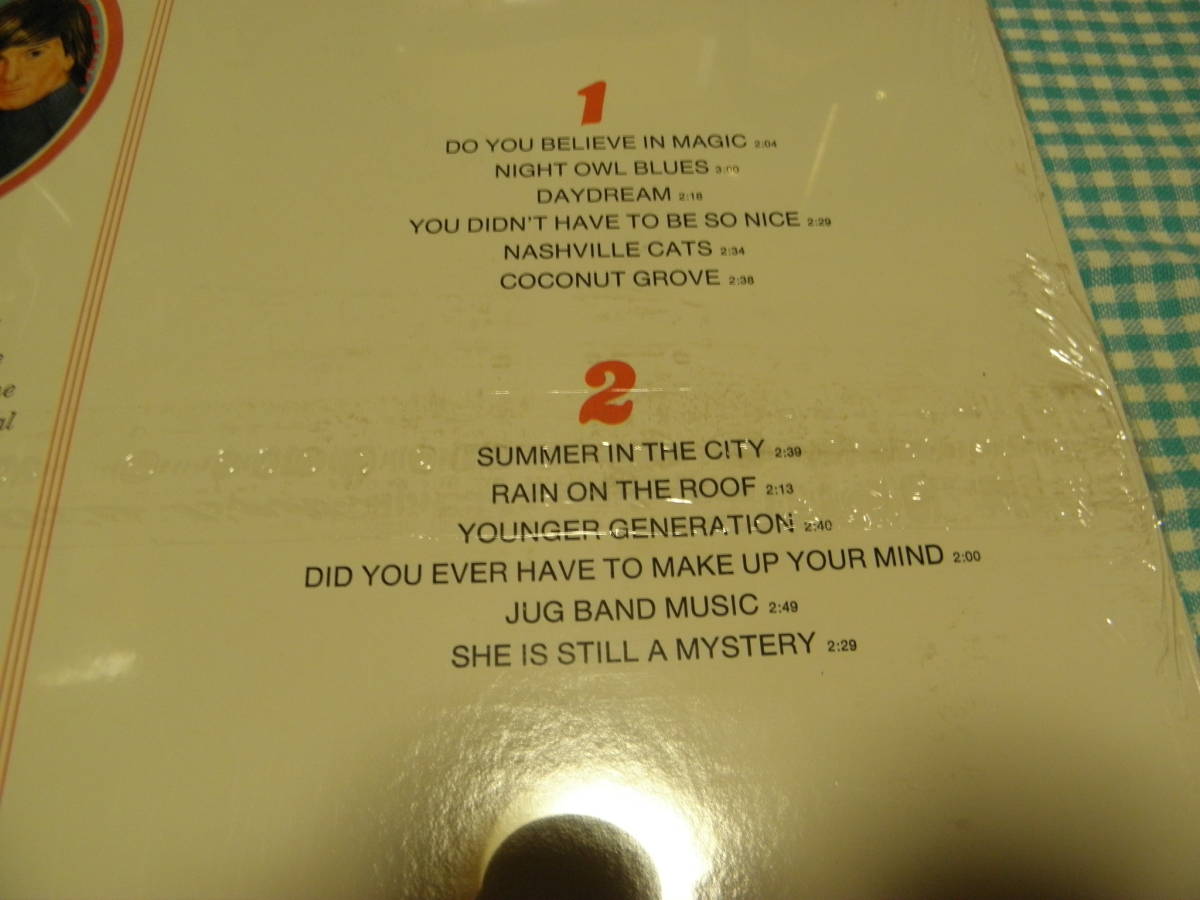 1
DO YOU BELIEVE IN MAGIC 2:04
NIGHT OWL BLUES 3:00
DAYDREAM 2:18
YOU DIDN'T HAVE TO BE SO NICE 2:29
NASHVILLE CATS 2:34
COCONUT GROVE 2:38
2
SUMMER IN THE CITY 2:39
RAIN ON THE ROOF 2:13
YOUNGER GENERATION 2:40
DID YOU EVER HAVE TO MAKE UP YOUR MIND 2:00
JUG BAND MUSIC 2:49
SHE IS STILL A MYSTERY 2:29